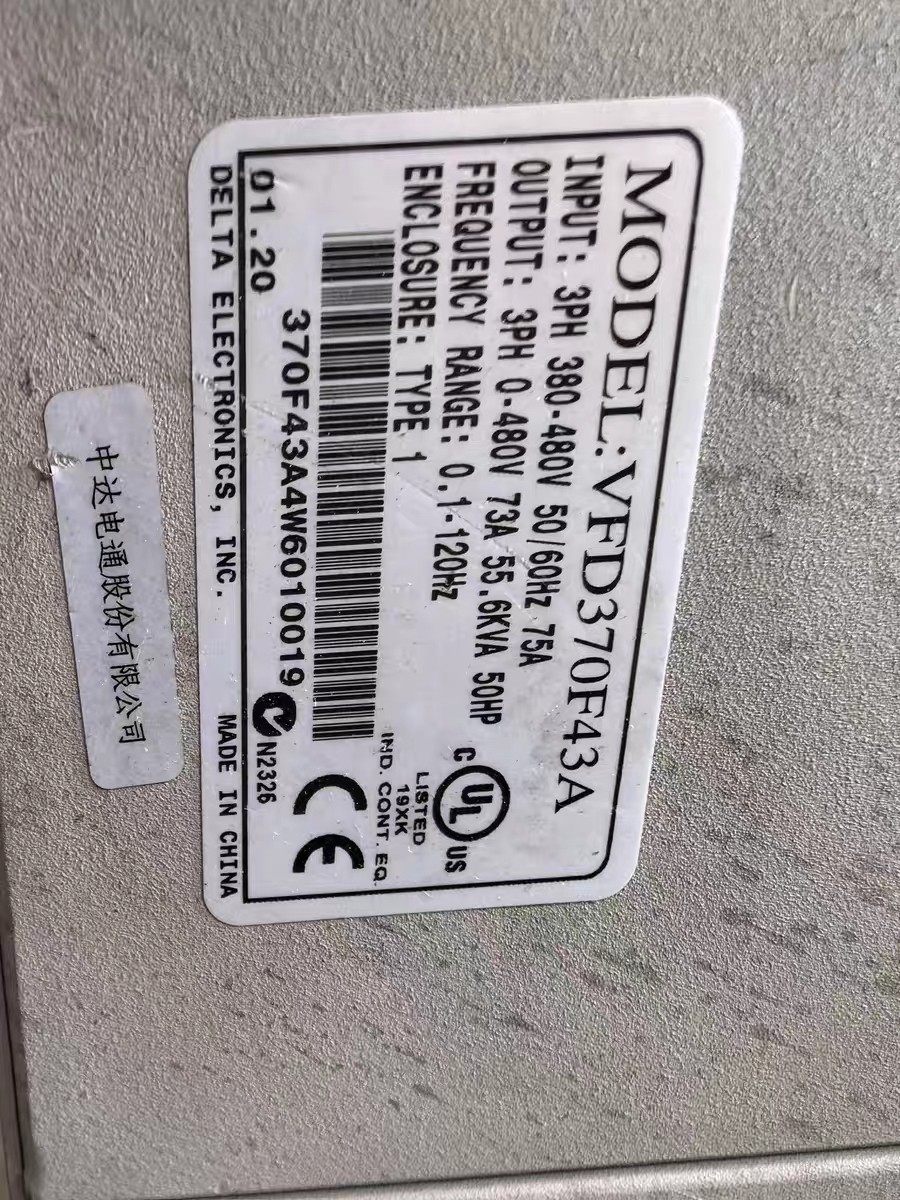 MODEL:VFD370F43A
INPUT: 3PH 380-480V 50/60Hz 75A
OUTPUT: 3PH 0-480V 73A 55.6KVA 50HP
FREQUENCY RANGE: 0.1-120Hz
ENCLOSURE: TYPE 1
C UL US
LISTED
19XK
IND. CONT. EQ.
370F43A4W6010019
01.20
N2326
CE
DELTA ELECTRONICS, INC. MADE IN CHINA
中达电通股份有限公司